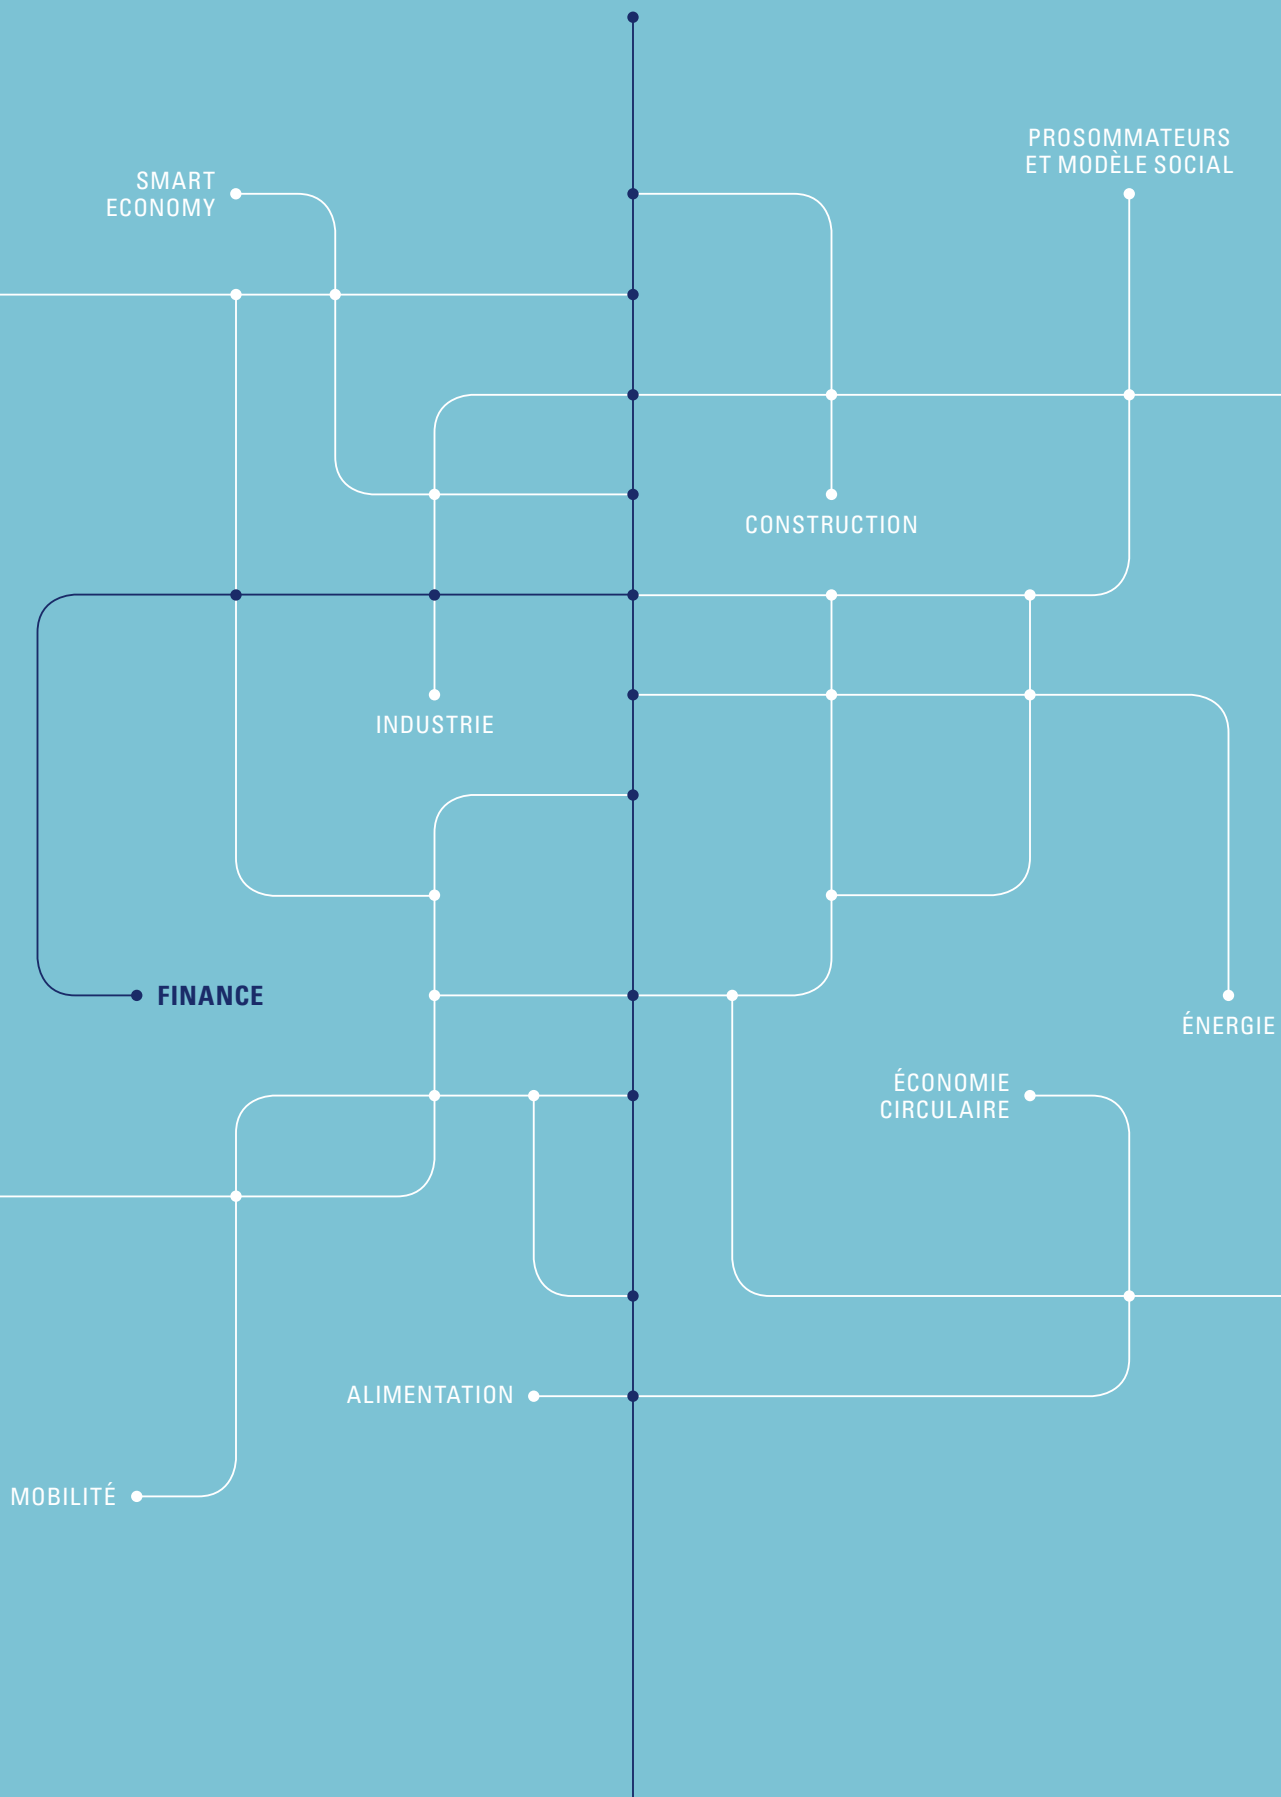 PROSOMMATEURS
ET MODÈLE SOCIAL
SMART
ECONOMY
CONSTRUCTION
INDUSTRIE
FINANCE
ÉNERGIE
ÉCONOMIE
CIRCULAIRE
ALIMENTATION
MOBILITÉ